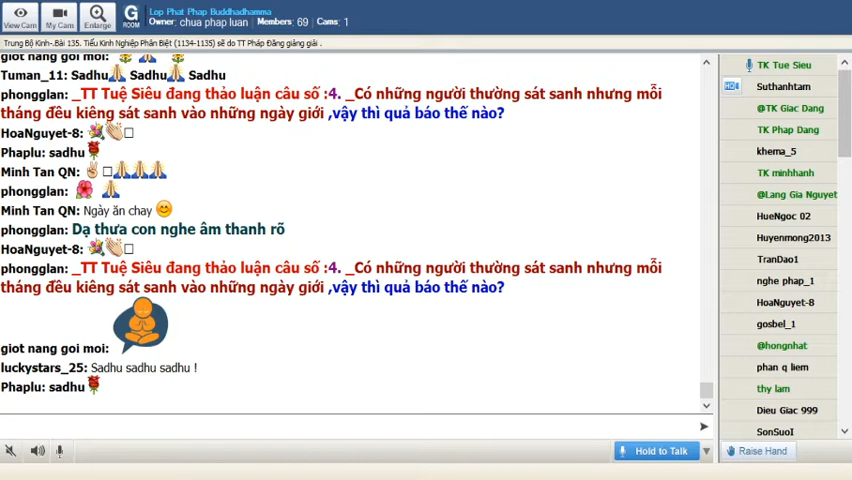 View Cam
My Cam
Enlarge
G
ROOM
Lop Phat Phap Buddhadhamma
Owner: chua phap luan Members: 69 Cams: 1
Trung Bộ Kinh-.Bài 135. Tiểu Kinh Nghiệp Phân Biệt (1134-1135) sẽ do TT Pháp Đăng giảng giải .
giot nang goi moi:
Tuman_11: Sadhu🙏 Sadhu🙏 Sadhu
phongglan: _TT Tuệ Siêu đang thảo luận câu số :4. _Có những người thường sát sanh nhưng mỗi
tháng đều kiêng sát sanh vào những ngày giới ,vậy thì quả báo thế nào?
HoaNguyet-8: 💐👏□
Phaplu: sadhu🌹
Minh Tan QN: ✌□🙏🙏🙏
phongglan: 🌺 🙏
Minh Tan QN: Ngày ăn chay 😊
phongglan: Dạ thưa con nghe âm thanh rõ
HoaNguyet-8: 💐👏□
phongglan: _TT Tuệ Siêu đang thảo luận câu số :4. _Có những người thường sát sanh nhưng mỗi
tháng đều kiêng sát sanh vào những ngày giới ,vậy thì quả báo thế nào?
giot nang goi moi:
luckystars_25: Sadhu sadhu sadhu !
Phaplu: sadhu🌹
Hold to Talk
TK Tue Sieu
Suthanhtam
@TK Giac Dang
TK Phap Dang
khema_5
TK minhhanh
@Lang Gia Nguyet
HueNgoc 02
Huyenmong2013
TranDao1
nghe phap_1
HoaNguyet-8
gosbel_1
@hongnhat
phan q liem
thy lam
Dieu Giac 999
SonSuoI
Raise Hand